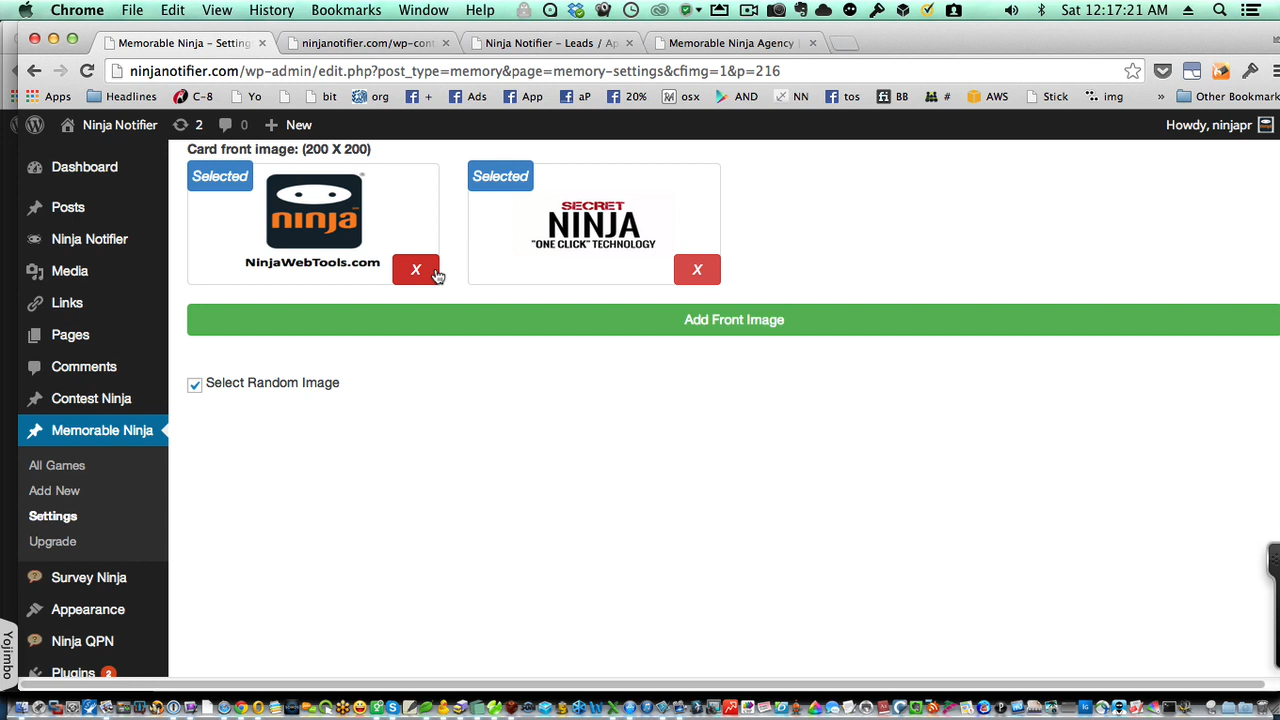 Chrome File Edit View History Bookmarks Window Help Sat 12:17:21 AM
Memorable Ninja – Setting ninjanotifier.com/wp-cont Ninja Notifier – Leads / Ap Memorable Ninja Agency
ninjanotifier.com/wp-admin/edit.php?post_type=memory&page=memory-settings&cfimg=1&p=216
Apps Headlines C-8 Yo bit org + Ads App aP 20% osx AND NN tos BB # AWS Stick img » Other Bookmark
Ninja Notifier 2 0 New Howdy, ninjapr
Dashboard
Posts
Ninja Notifier
Media
Links
Pages
Comments
Contest Ninja
Memorable Ninja
All Games
Add New
Settings
Upgrade
Survey Ninja
Appearance
Ninja QPN
Plugins 2
Card front image: (200 X 200)
Selected
ninja
NinjaWebTools.com
X
Selected
SECRET
NINJA
"ONE CLICK" TECHNOLOGY
X
Add Front Image
Select Random Image
Yojimbo